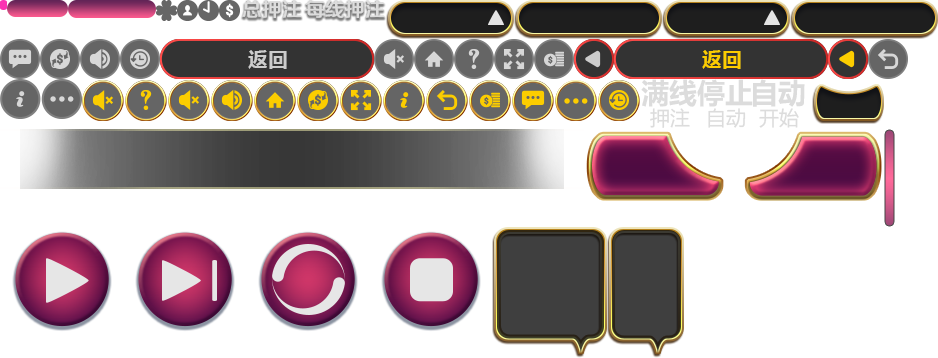 总押注 每线押注
返回
返回
满线停止自动
押注 自动 开始